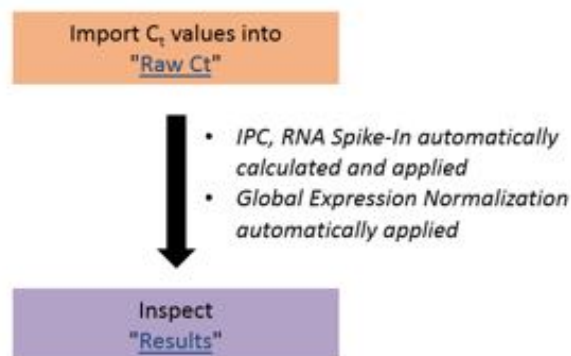 Import Cₜ values into
"Raw Ct"
• IPC, RNA Spike-In automatically
calculated and applied
• Global Expression Normalization
automatically applied
Inspect
"Results"